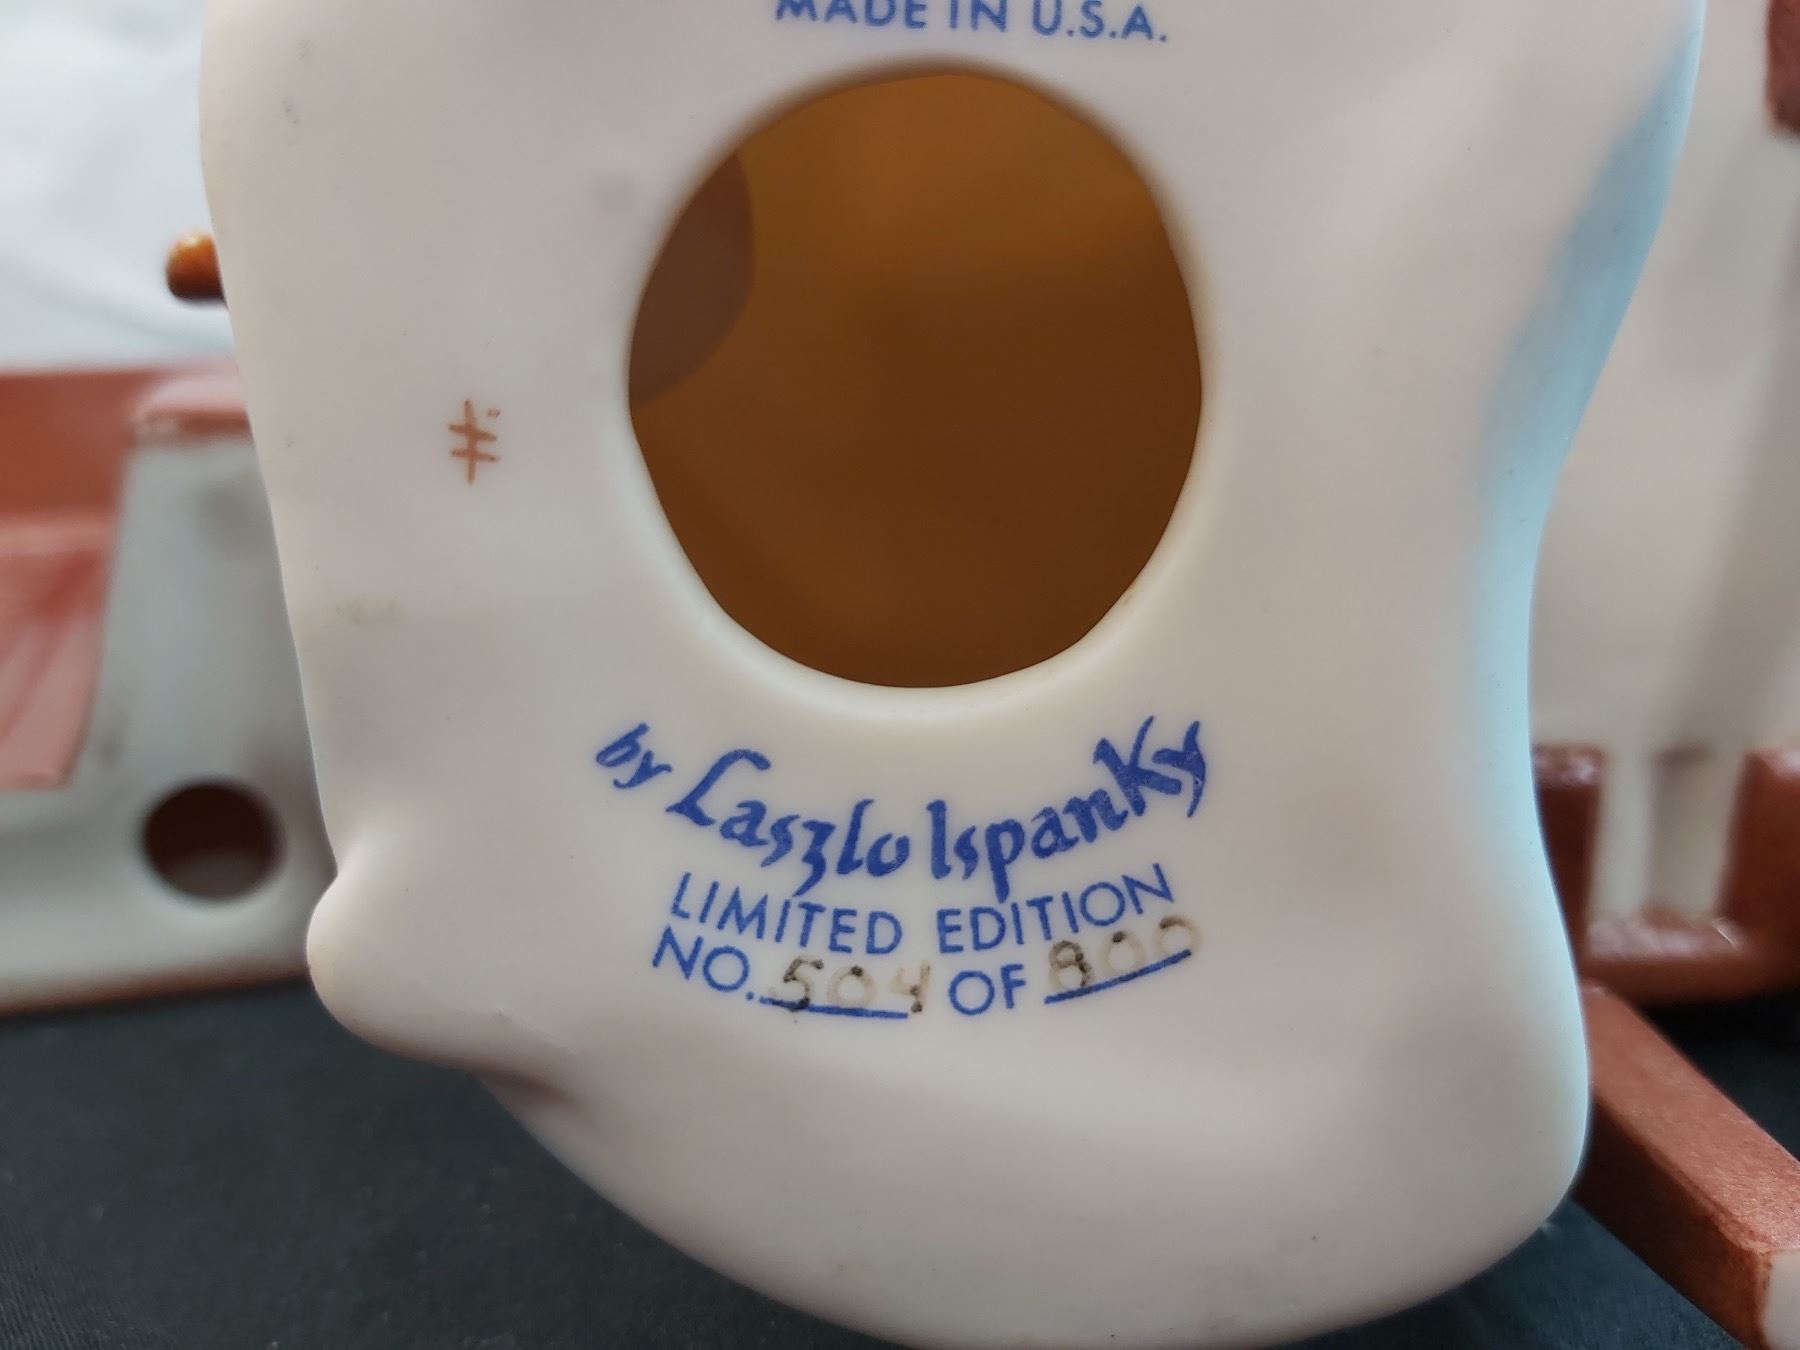 MADE IN U.S.A.
by Laszlo Ispanky
LIMITED EDITION
NO. 504 OF 800